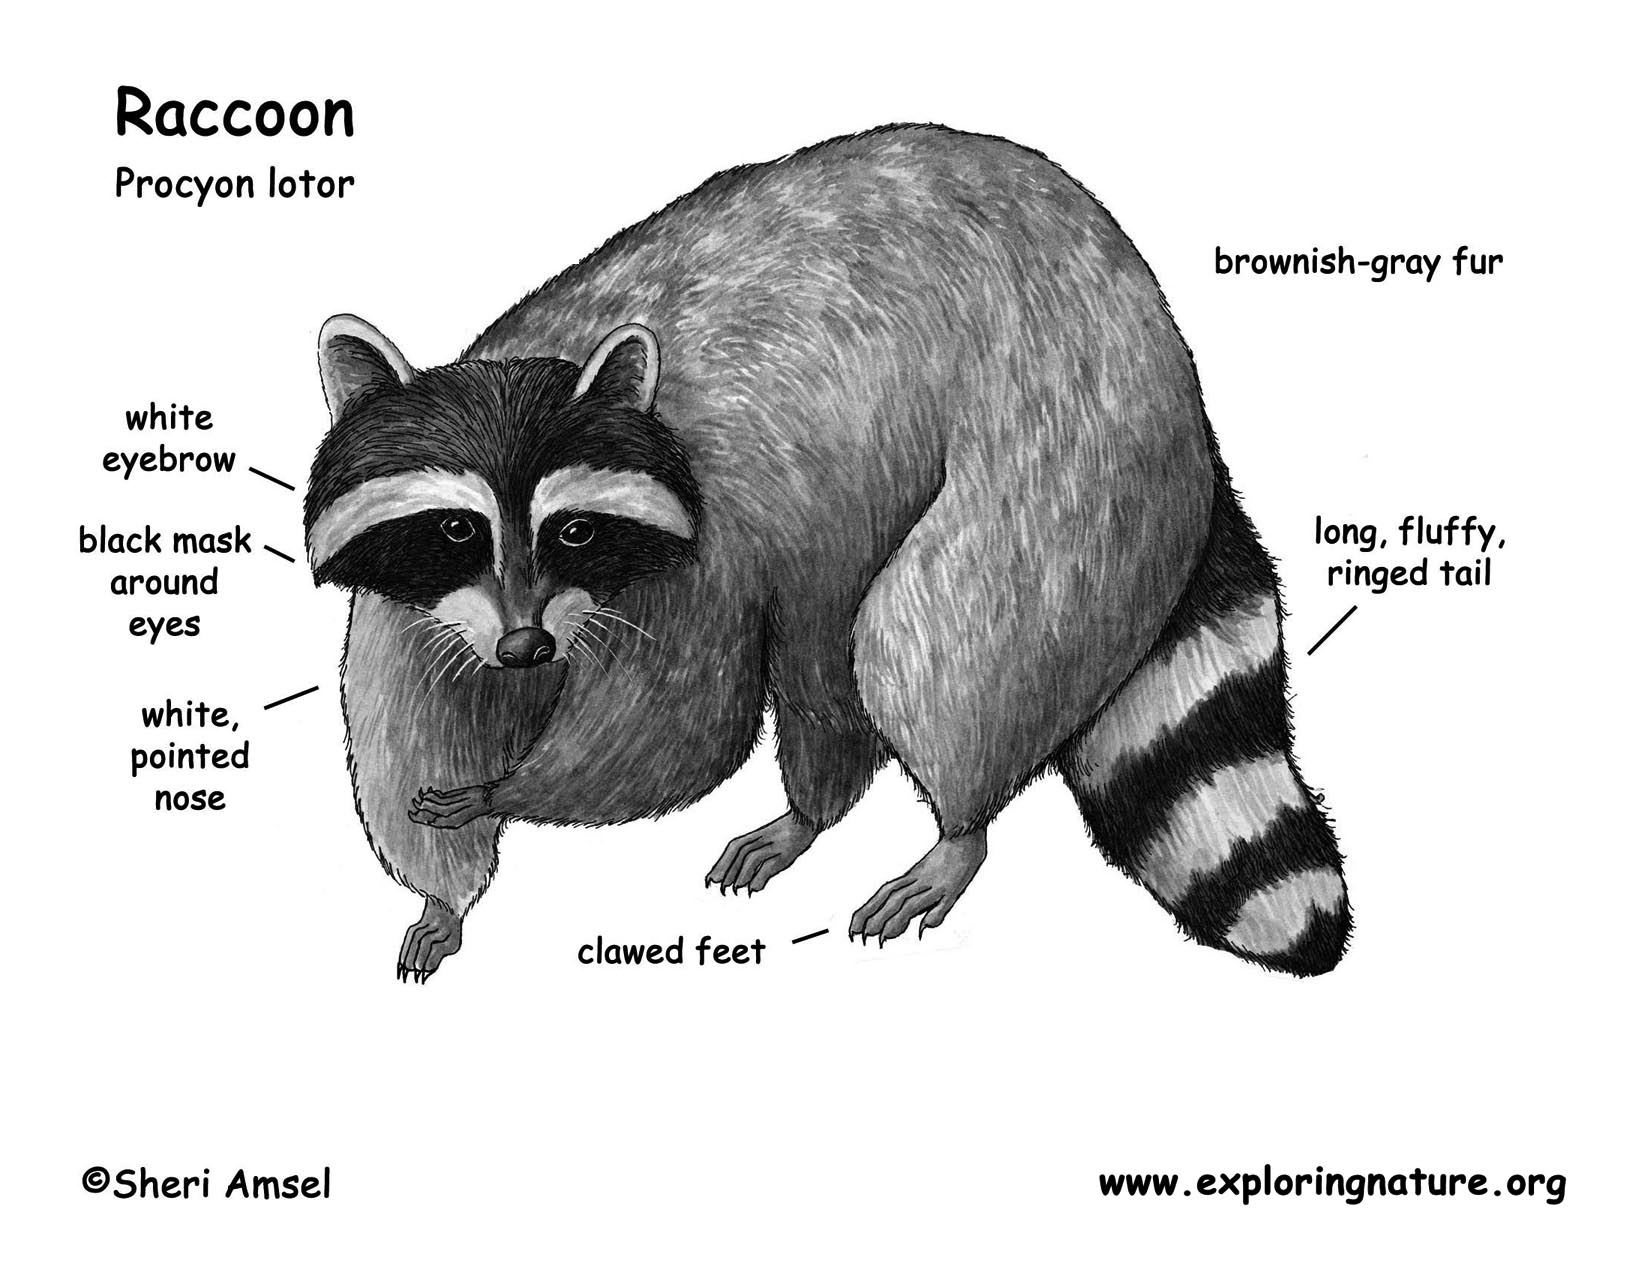 Raccoon
Procyon lotor
brownish-gray fur
white
eyebrow
black mask
around
eyes
white,
pointed
nose
long, fluffy,
ringed tail
clawed feet
©Sheri Amsel
www.exploringnature.org